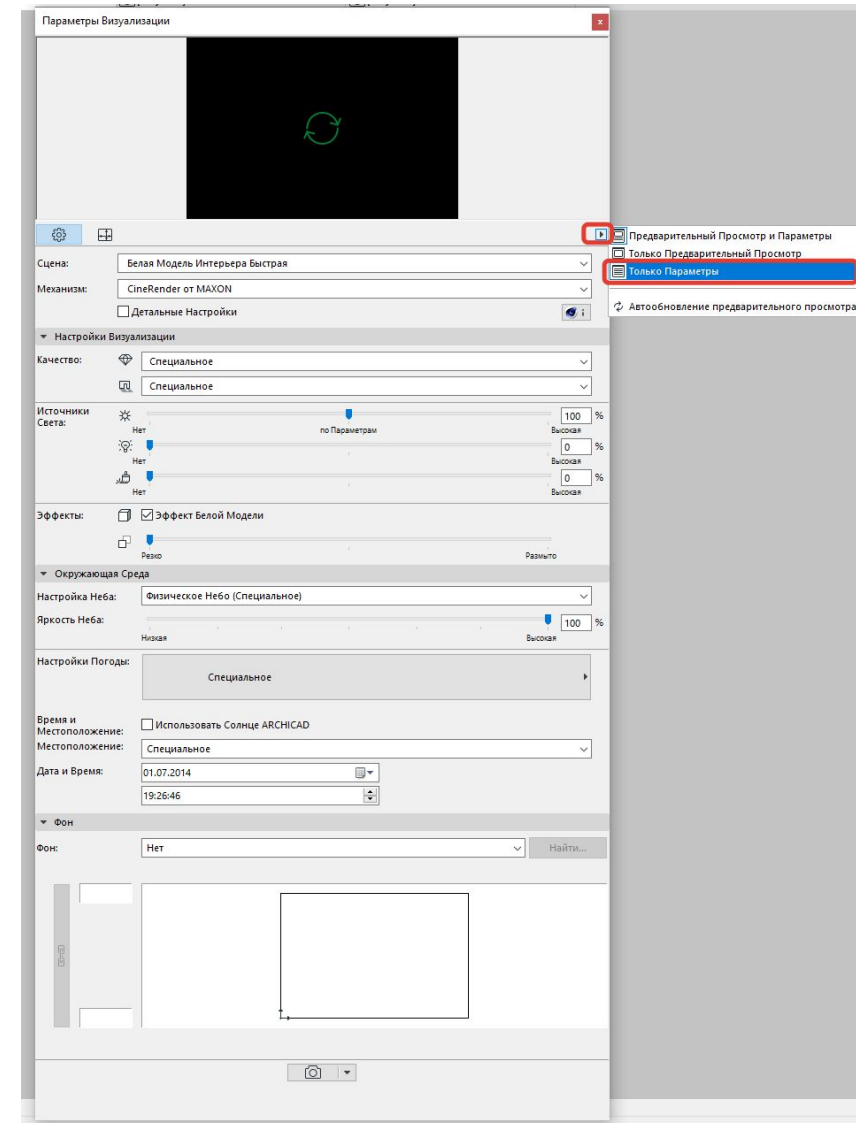 Параметры Визуализации
Предварительный Просмотр и Параметры
Только Предварительный Просмотр
Только Параметры
Автообновление предварительного просмотра
Сцена: Белая Модель Интерьера Быстрая
Механизм: CineRender от MAXON
Детальные Настройки
Настройки Визуализации
Качество: Специальное
Специальное
Источники
Света:
100 %
Нет по Параметрам Высокая
0 %
Нет Высокая
0 %
Нет Высокая
Эффекты: Эффект Белой Модели
Резко Размыто
Окружающая Среда
Настройка Неба: Физическое Небо (Специальное)
Яркость Неба: 100 %
Низкая Высокая
Настройки Погоды: Специальное
Время и
Местоположение: Использовать Солнце ARCHICAD
Местоположение: Специальное
Дата и Время: 01.07.2014
19:26:46
Фон
Фон: Нет Найти...